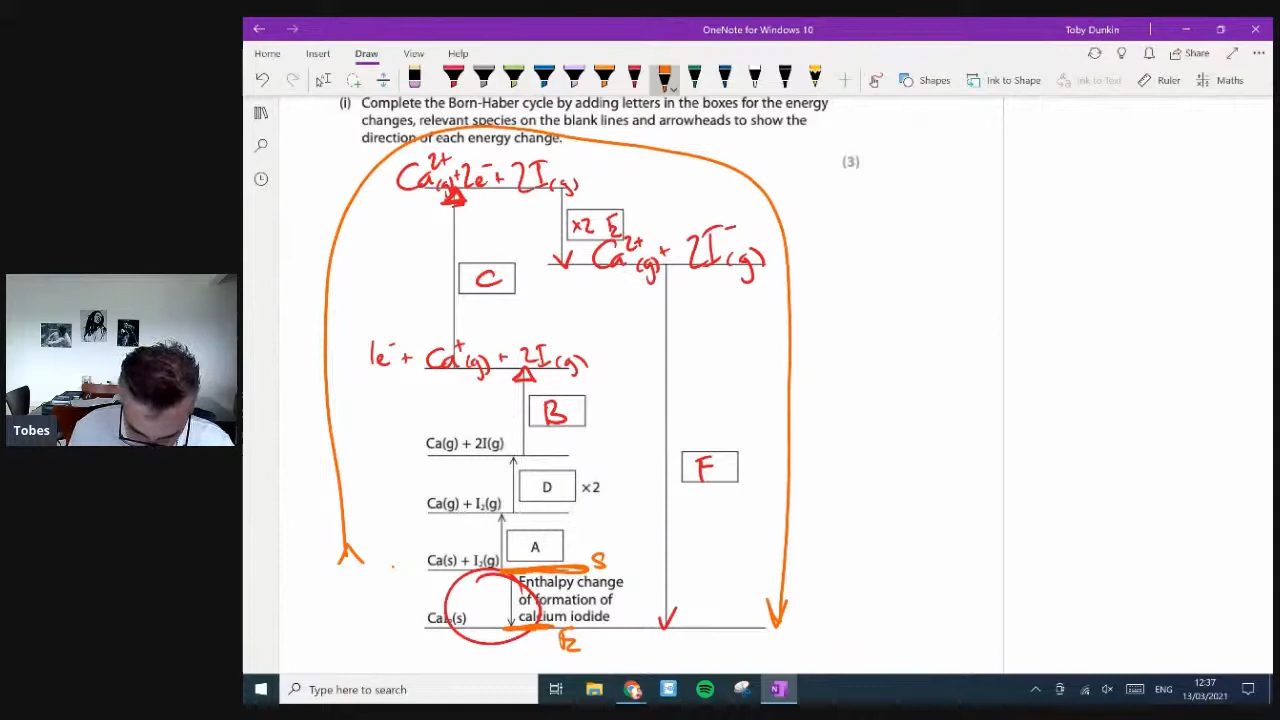 OneNote for Windows 10
Toby Dunkin
Home
Insert
Draw
View
Help
Share
Shapes
Ink to Shape
Ink to Text
Ruler
Maths
(i) Complete the Born-Haber cycle by adding letters in the boxes for the energy
changes, relevant species on the blank lines and arrowheads to show the
direction of each energy change.
(3)
Ca²⁺(g) + 2e⁻ + 2I(g)
×2 E
Ca²⁺(g) + 2I⁻(g)
C
1e⁻ + Ca⁺(g) + 2I(g)
B
Ca(g) + 2I(g)
F
D ×2
Ca(g) + I₂(g)
A
Ca(s) + I₂(g)
S
Enthalpy change
of formation of
calcium iodide
CaI₂(s)
E
Tobes
Type here to search
ENG
12:37
13/03/2021